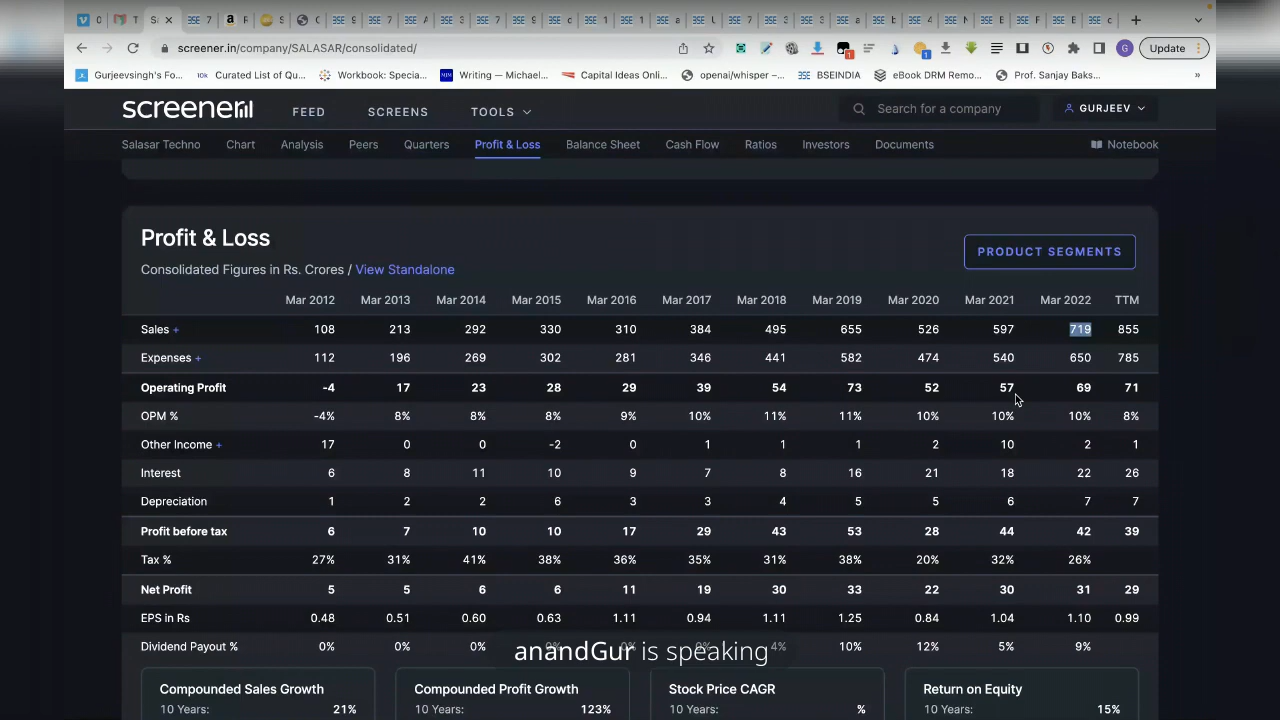 screener.in/company/SALASAR/consolidated/
Update
Gurjeevsingh's Fo... Curated List of Qu... Workbook: Specia... Writing — Michael... Capital Ideas Onli... openai/whisper –... BSEINDIA eBook DRM Remo... Prof. Sanjay Baks... »
screener FEED SCREENS TOOLS Search for a company GURJEEV
Salasar Techno Chart Analysis Peers Quarters Profit & Loss Balance Sheet Cash Flow Ratios Investors Documents Notebook
Profit & Loss
PRODUCT SEGMENTS
Consolidated Figures in Rs. Crores / View Standalone
Mar 2012 Mar 2013 Mar 2014 Mar 2015 Mar 2016 Mar 2017 Mar 2018 Mar 2019 Mar 2020 Mar 2021 Mar 2022 TTM
Sales + 108 213 292 330 310 384 495 655 526 597 719 855
Expenses + 112 196 269 302 281 346 441 582 474 540 650 785
Operating Profit -4 17 23 28 29 39 54 73 52 57 69 71
OPM % -4% 8% 8% 8% 9% 10% 11% 11% 10% 10% 10% 8%
Other Income + 17 0 0 -2 0 1 1 1 2 10 2 1
Interest 6 8 11 10 9 7 8 16 21 18 22 26
Depreciation 1 2 2 6 3 3 4 5 5 6 7 7
Profit before tax 6 7 10 10 17 29 43 53 28 44 42 39
Tax % 27% 31% 41% 38% 36% 35% 31% 38% 20% 32% 26%
Net Profit 5 5 6 6 11 19 30 33 22 30 31 29
EPS in Rs 0.48 0.51 0.60 0.63 1.11 0.94 1.11 1.25 0.84 1.04 1.10 0.99
Dividend Payout % 0% 0% 0% 4% 10% 12% 5% 9%
anandGur is speaking
Compounded Sales Growth Compounded Profit Growth Stock Price CAGR Return on Equity
10 Years: 21% 10 Years: 123% 10 Years: % 10 Years: 15%